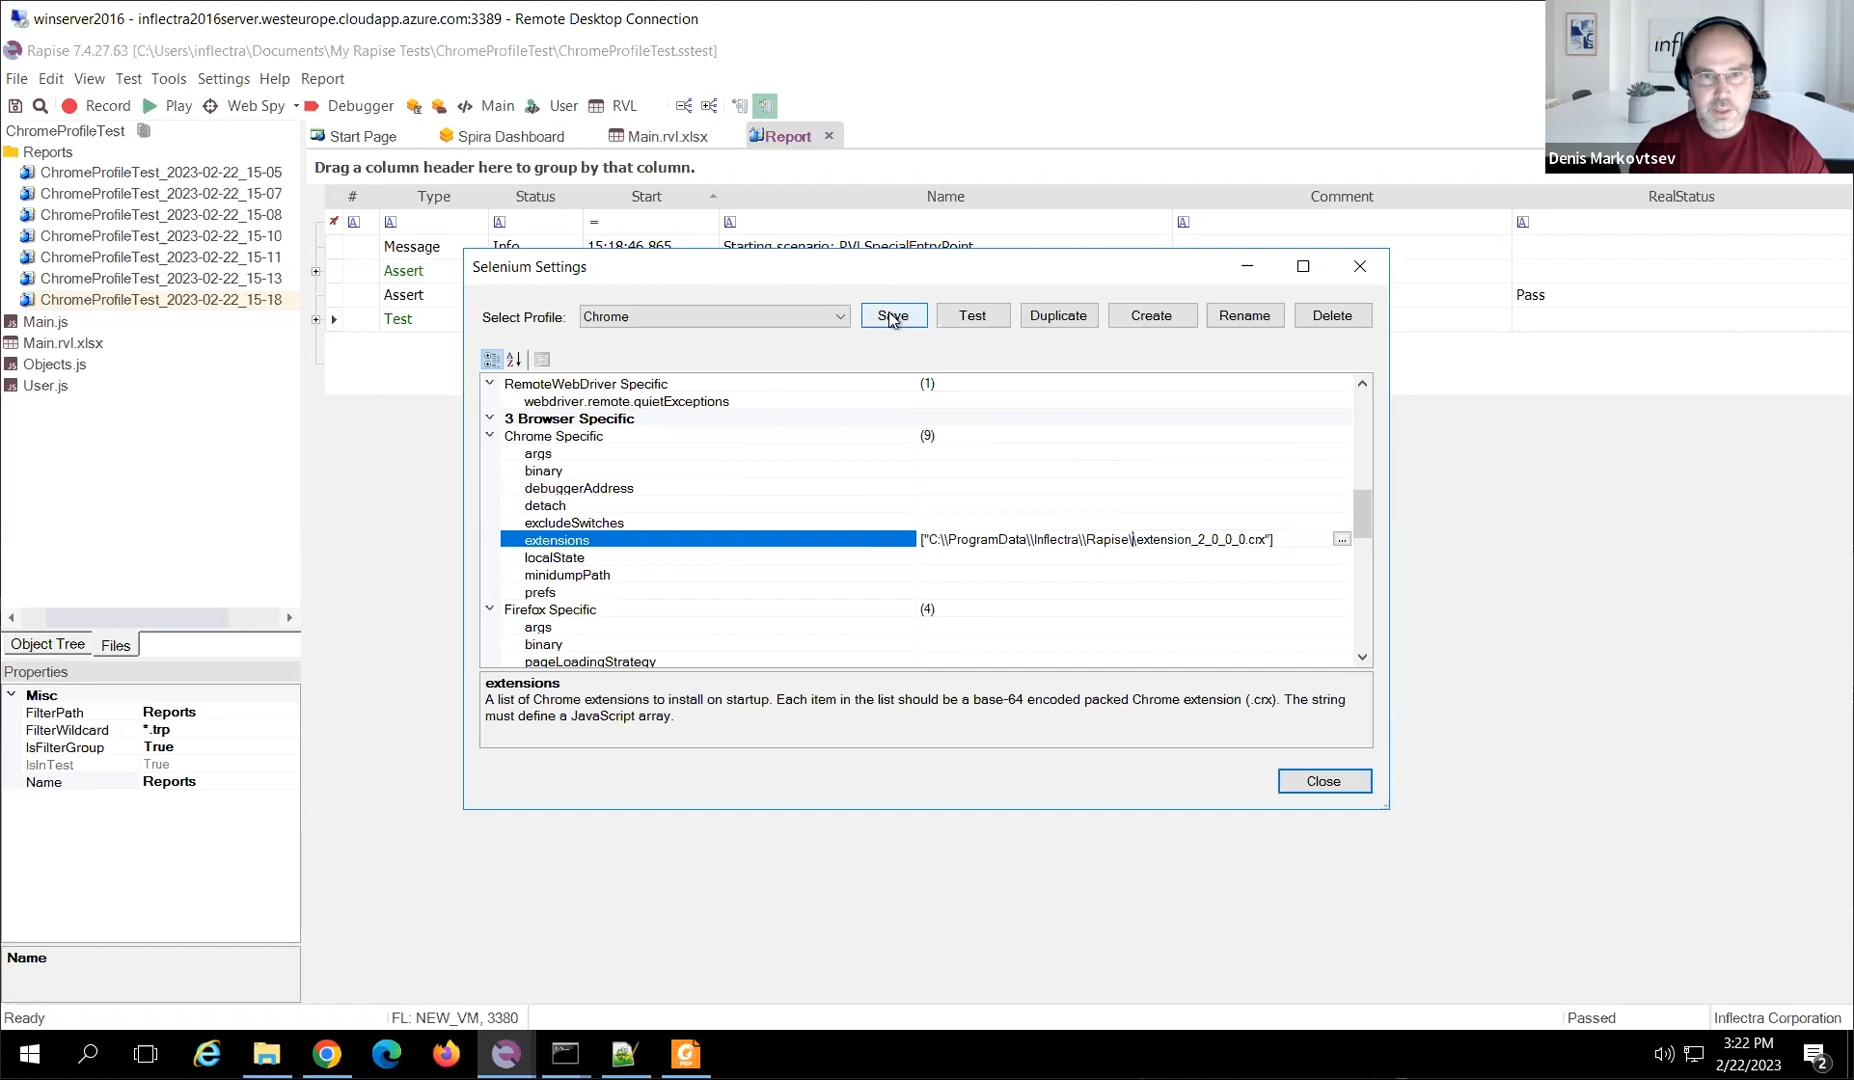 winserver2016 - inflectra2016server.westeurope.cloudapp.azure.com:3389 - Remote Desktop Connection
Rapise 7.4.27.63 [C:\Users\inflectra\Documents\My Rapise Tests\ChromeProfileTest\ChromeProfileTest.sstest]
File Edit View Test Tools Settings Help Report
Record Play Web Spy Debugger Main User RVL
ChromeProfileTest
Reports
ChromeProfileTest_2023-02-22_15-05
ChromeProfileTest_2023-02-22_15-07
ChromeProfileTest_2023-02-22_15-08
ChromeProfileTest_2023-02-22_15-10
ChromeProfileTest_2023-02-22_15-11
ChromeProfileTest_2023-02-22_15-13
ChromeProfileTest_2023-02-22_15-18
Main.js
Main.rvl.xlsx
Objects.js
User.js
Object Tree Files
Properties
Misc
FilterPath Reports
FilterWildcard *.trp
IsFilterGroup True
IsInTest True
Name Reports
Name
Start Page Spira Dashboard Main.rvl.xlsx Report
Drag a column header here to group by that column.
# Type Status Start Name Comment RealStatus
=
Message Info 15:18:46.865 Starting scenario: RVLSpecialEntryPoint
Assert
Assert Pass
Test
Selenium Settings
Select Profile: Chrome Save Test Duplicate Create Rename Delete
RemoteWebDriver Specific (1)
webdriver.remote.quietExceptions
3 Browser Specific
Chrome Specific (9)
args
binary
debuggerAddress
detach
excludeSwitches
extensions ["C:\\ProgramData\\Inflectra\\Rapise\\extension_2_0_0_0.crx"] ...
localState
minidumpPath
prefs
Firefox Specific (4)
args
binary
pageLoadingStrategy
extensions
A list of Chrome extensions to install on startup. Each item in the list should be a base-64 encoded packed Chrome extension (.crx). The string
must define a JavaScript array.
Close
infl
Denis Markovtsev
Ready FL: NEW_VM, 3380 Passed Inflectra Corporation
3:22 PM
2/22/2023
2